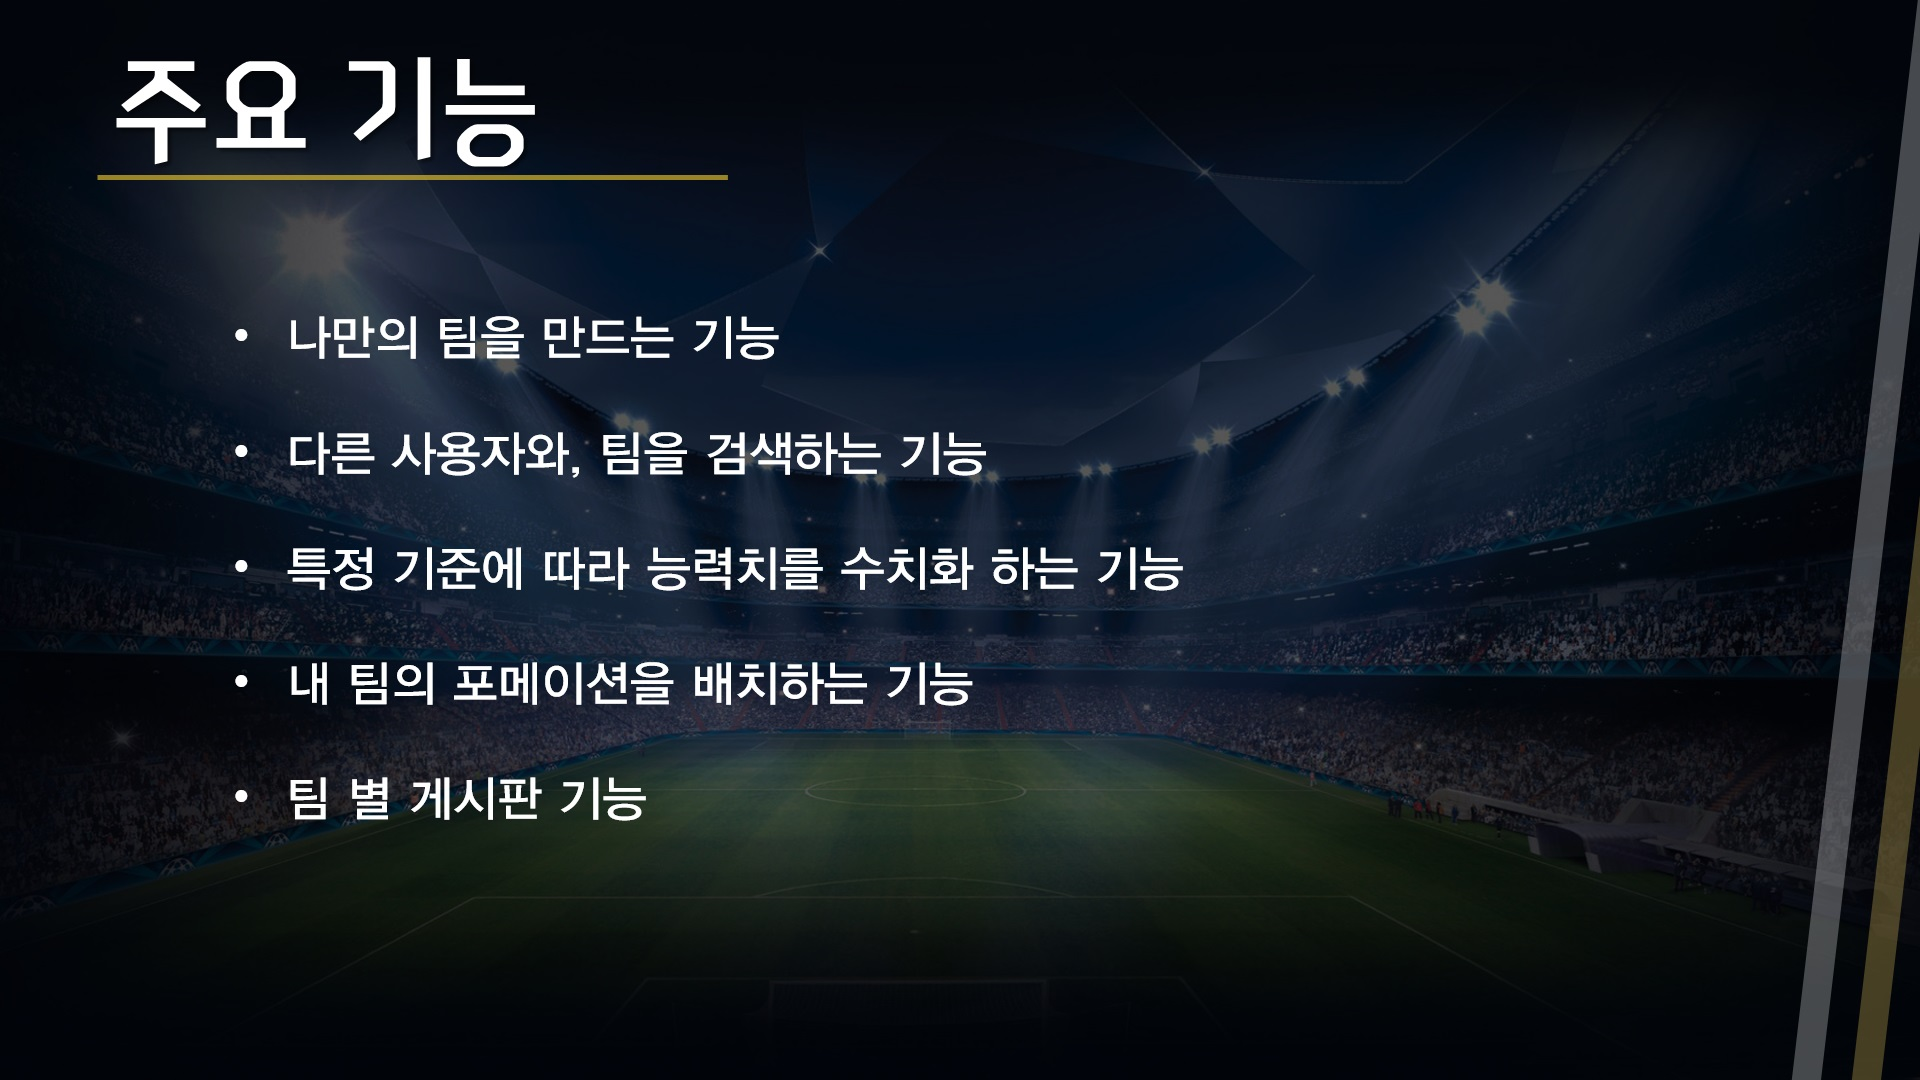 주요 기능
• 나만의 팀을 만드는 기능
• 다른 사용자와, 팀을 검색하는 기능
• 특정 기준에 따라 능력치를 수치화 하는 기능
• 내 팀의 포메이션을 배치하는 기능
• 팀 별 게시판 기능